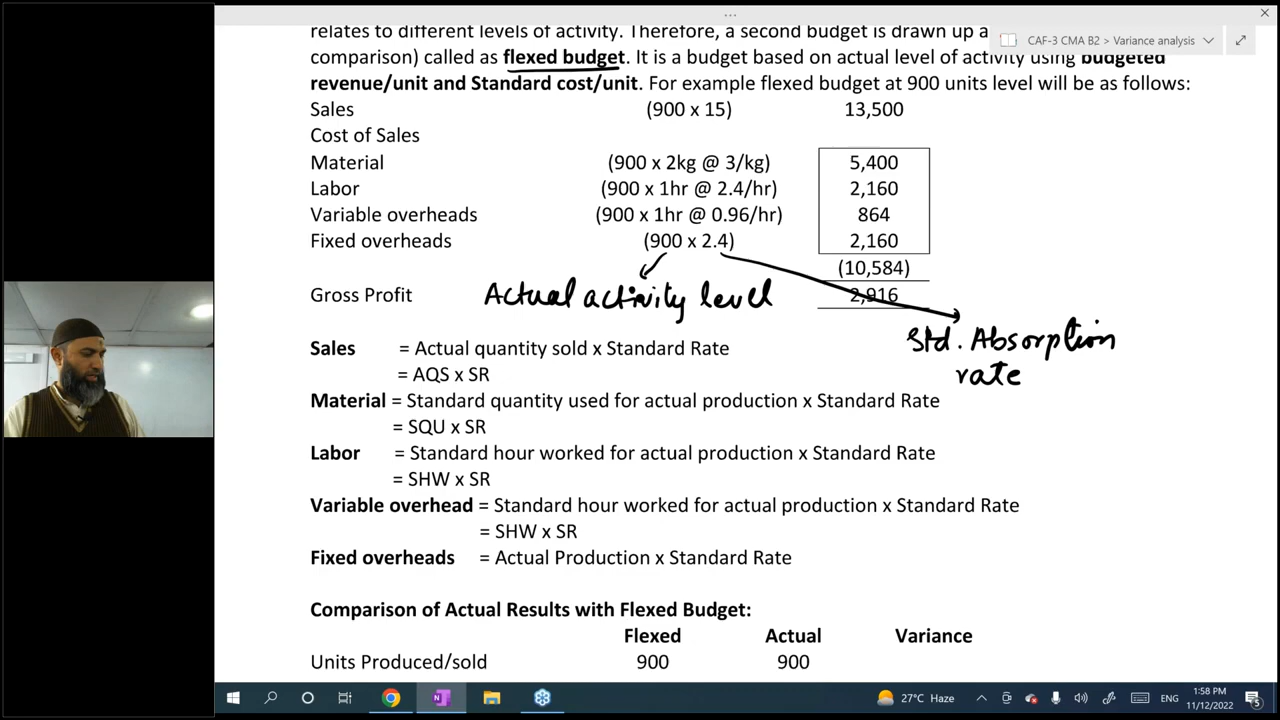 relates to different levels of activity. Therefore, a second budget is drawn up a
CAF-3 CMA B2 > Variance analysis
comparison) called as flexed budget. It is a budget based on actual level of activity using budgeted
revenue/unit and Standard cost/unit. For example flexed budget at 900 units level will be as follows:
Sales (900 x 15) 13,500
Cost of Sales
Material (900 x 2kg @ 3/kg) 5,400
Labor (900 x 1hr @ 2.4/hr) 2,160
Variable overheads (900 x 1hr @ 0.96/hr) 864
Fixed overheads (900 x 2.4) 2,160
(10,584)
Gross Profit Actual activity level 2,916
Std. Absorption
rate
Sales = Actual quantity sold x Standard Rate
= AQS x SR
Material = Standard quantity used for actual production x Standard Rate
= SQU x SR
Labor = Standard hour worked for actual production x Standard Rate
= SHW x SR
Variable overhead = Standard hour worked for actual production x Standard Rate
= SHW x SR
Fixed overheads = Actual Production x Standard Rate
Comparison of Actual Results with Flexed Budget:
Flexed Actual Variance
Units Produced/sold 900 900
27°C Haze ENG 1:58 PM
11/12/2022 5